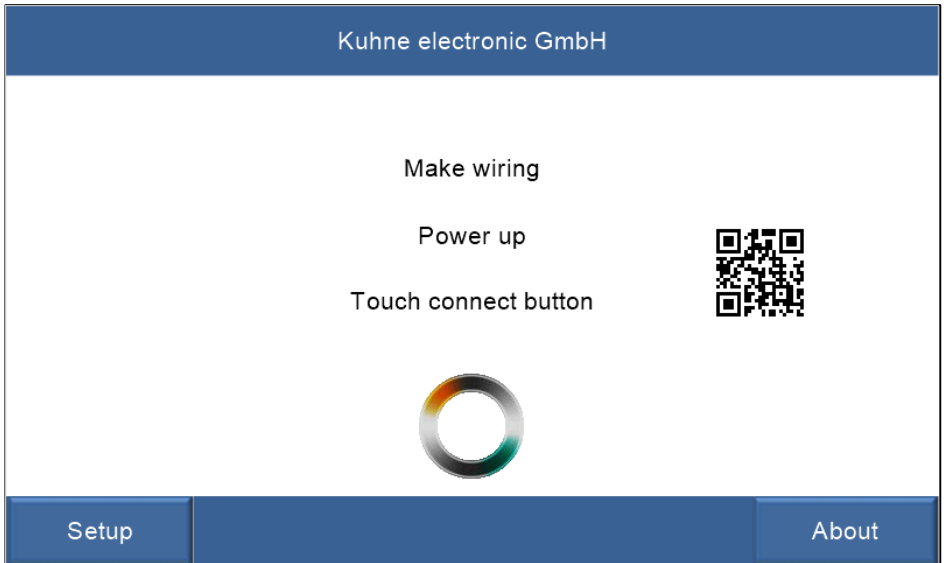 Kuhne electronic GmbH
Make wiring
Power up
Touch connect button
Setup
About